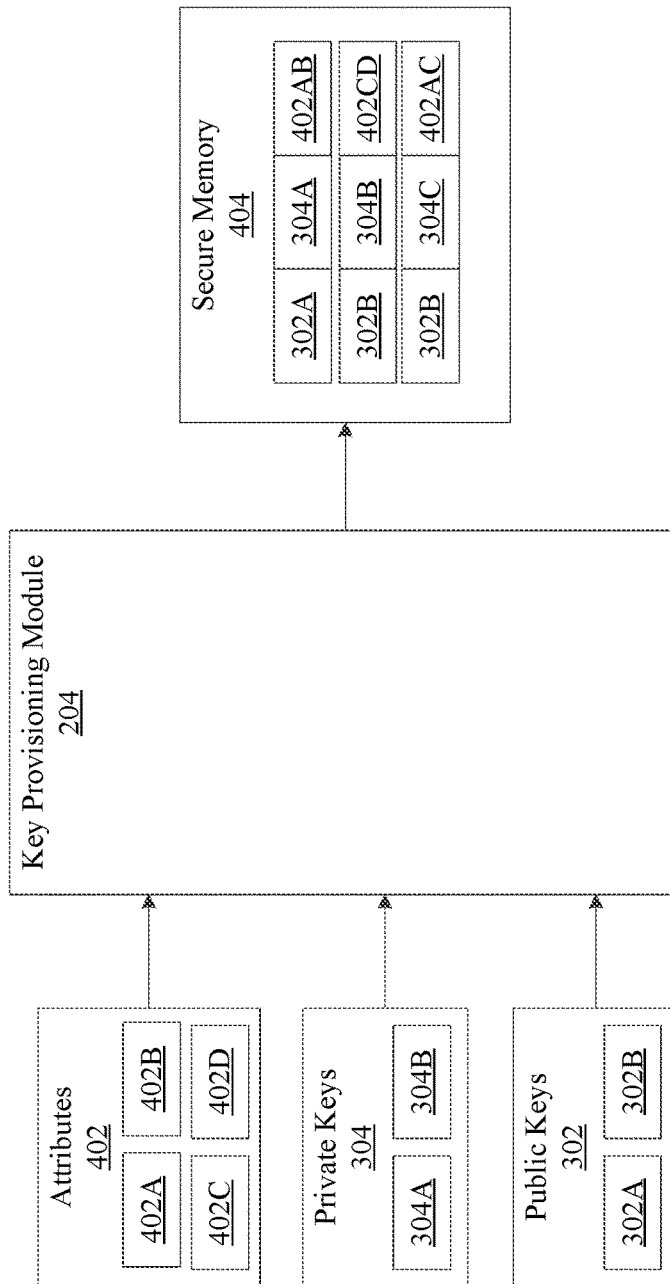 Attributes
402
402A
402B
402C
402D
Private Keys
304
304A
304B
Public Keys
302
302A
302B
Key Provisioning Module
204
Secure Memory
404
302A 304A 402AB
302B 304B 402CD
302B 304C 402AC